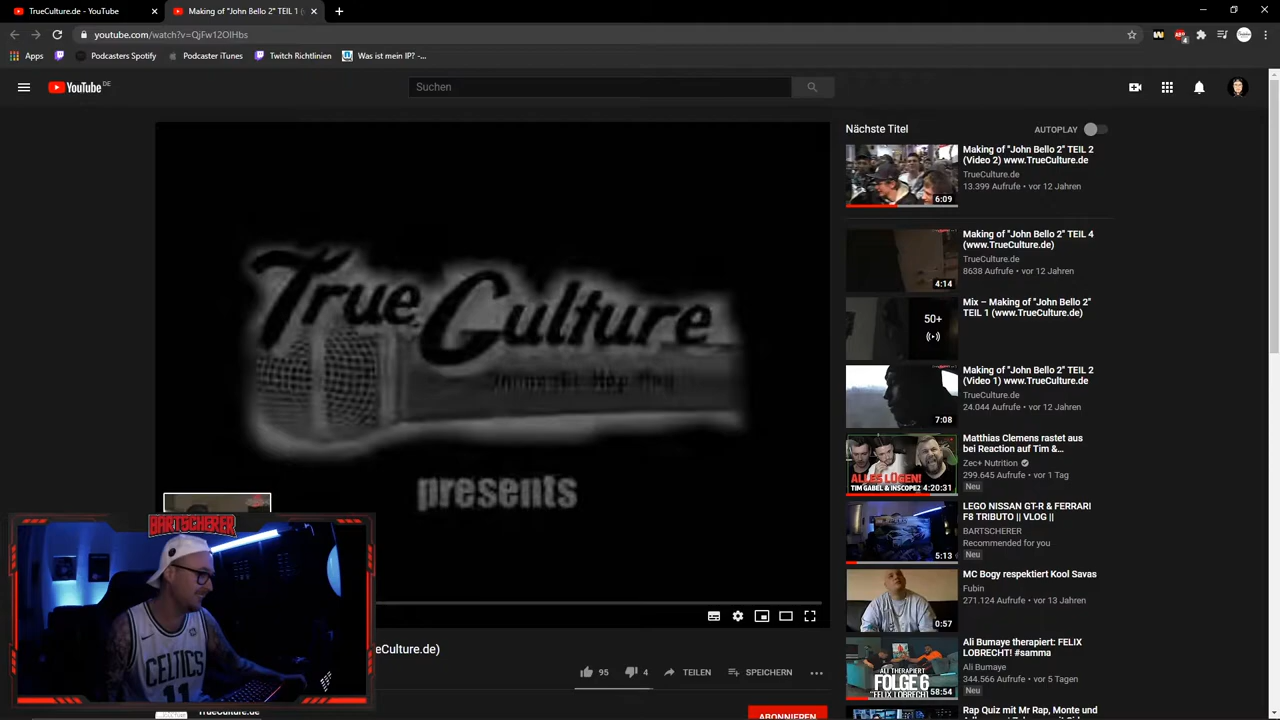 TrueCulture.de - YouTube
Making of "John Bello 2" TEIL 1 (
youtube.com/watch?v=QjFw12OIHbs
Apps
Podcasters Spotify
Podcaster iTunes
Twitch Richtlinien
Was ist mein IP? -...
YouTube DE
Suchen
True Culture
presents
BARTSCHERER
CELTICS
11
eCulture.de)
95
4
TEILEN
SPEICHERN
TrueCulture.de
ABONNIEREN
Nächste Titel
AUTOPLAY
Making of "John Bello 2" TEIL 2
(Video 2) www.TrueCulture.de
TrueCulture.de
13.399 Aufrufe • vor 12 Jahren
6:09
Making of "John Bello 2" TEIL 4
(www.TrueCulture.de)
TrueCulture.de
8638 Aufrufe • vor 12 Jahren
4:14
Mix – Making of "John Bello 2"
TEIL 1 (www.TrueCulture.de)
50+
Making of "John Bello 2" TEIL 2
(Video 1) www.TrueCulture.de
TrueCulture.de
24.044 Aufrufe • vor 12 Jahren
7:08
Matthias Clemens rastet aus
bei Reaction auf Tim &...
Zec+ Nutrition
299.645 Aufrufe • vor 1 Tag
Neu
ALLES LÜGEN!
TIM GABEL & INSCOPE2
4:20:31
LEGO NISSAN GT-R & FERRARI
F8 TRIBUTO || VLOG ||
BARTSCHERER
Recommended for you
Neu
5:13
MC Bogy respektiert Kool Savas
Fubin
271.124 Aufrufe • vor 13 Jahren
0:57
Ali Bumaye therapiert: FELIX
LOBRECHT! #samma
Ali Bumaye
344.566 Aufrufe • vor 5 Tagen
Neu
ALI THERAPIERT
FOLGE 6
"FELIX LOBRECHT"
58:54
Rap Quiz mit Mr Rap, Monte und